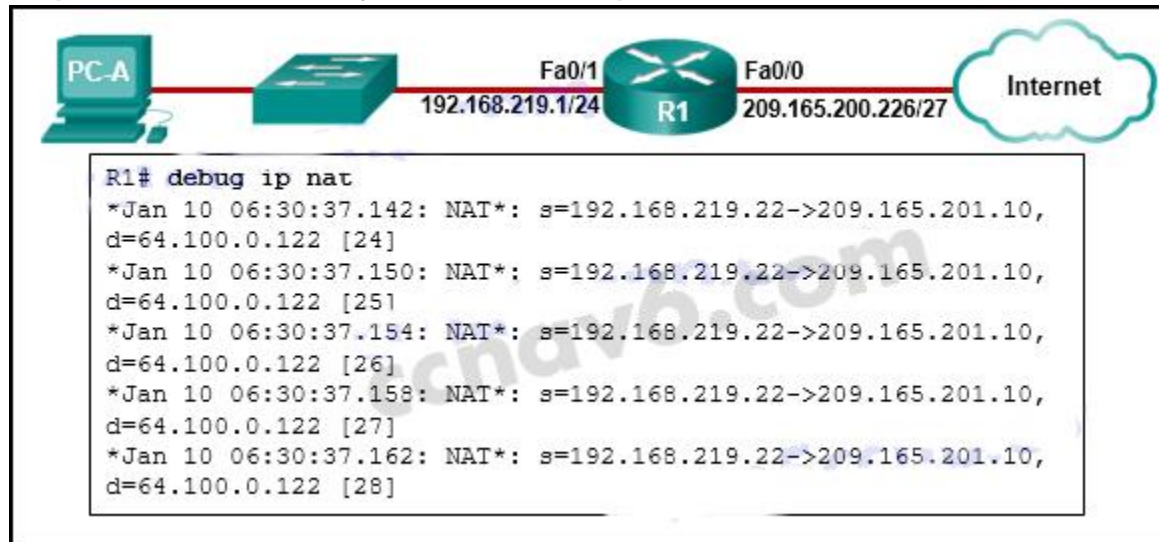 PC-A
Fa0/1
192.168.219.1/24
R1
Fa0/0
209.165.200.226/27
Internet
R1# debug ip nat
*Jan 10 06:30:37.142: NAT*: s=192.168.219.22->209.165.201.10,
d=64.100.0.122 [24]
*Jan 10 06:30:37.150: NAT*: s=192.168.219.22->209.165.201.10,
d=64.100.0.122 [25]
*Jan 10 06:30:37.154: NAT*: s=192.168.219.22->209.165.201.10,
d=64.100.0.122 [26]
*Jan 10 06:30:37.158: NAT*: s=192.168.219.22->209.165.201.10,
d=64.100.0.122 [27]
*Jan 10 06:30:37.162: NAT*: s=192.168.219.22->209.165.201.10,
d=64.100.0.122 [28]
ccnav6.com